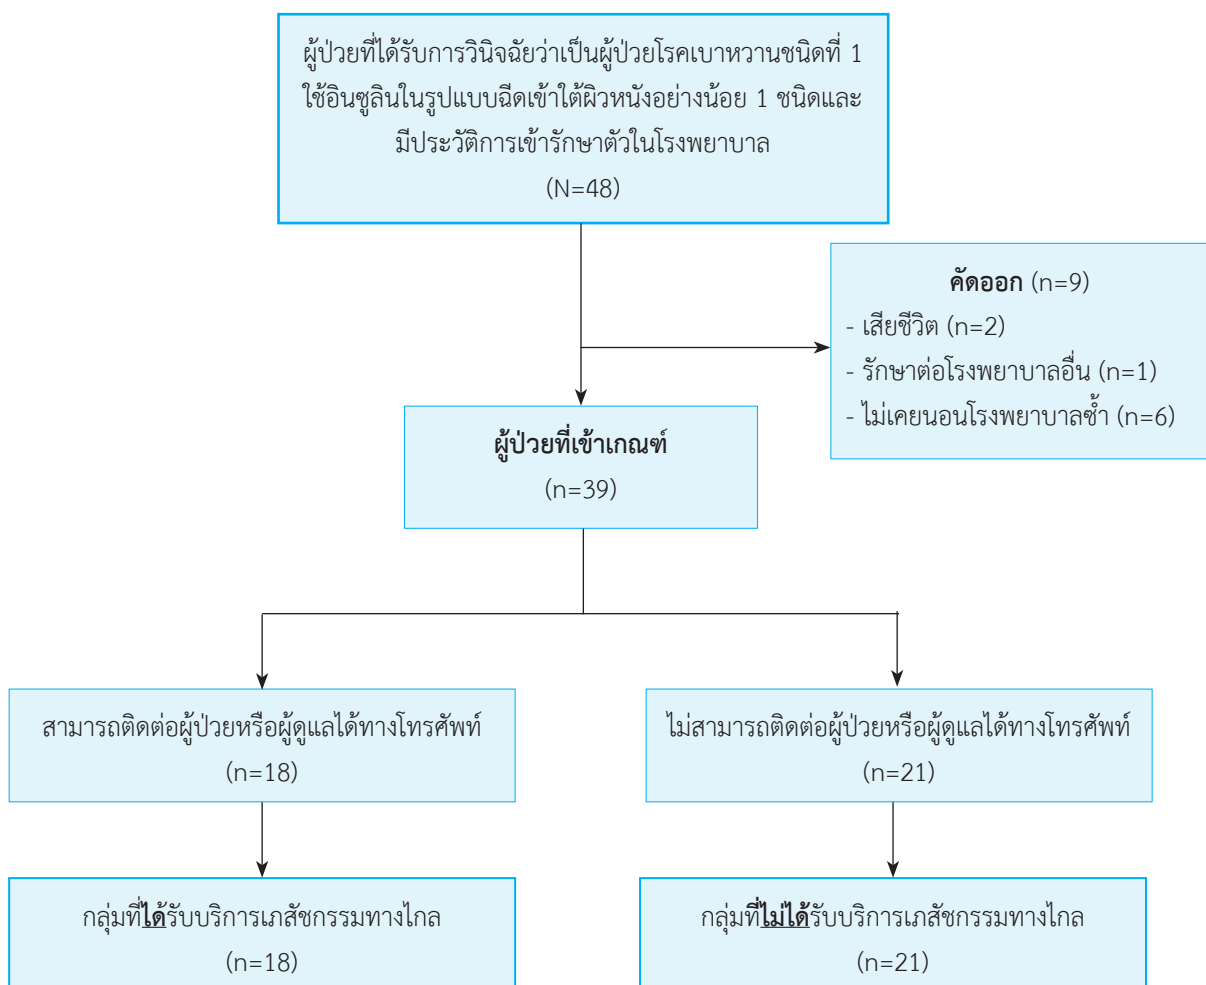 ผู้ป่วยที่ได้รับการวินิจฉัยว่าเป็นผู้ป่วยโรคเบาหวานชนิดที่ 1
ใช้อินซูลินในรูปแบบฉีดเข้าใต้ผิวหนังอย่างน้อย 1 ชนิดและ
มีประวัติการเข้ารักษาตัวในโรงพยาบาล
(N=48)
คัดออก (n=9)
- เสียชีวิต (n=2)
- รักษาต่อโรงพยาบาลอื่น (n=1)
- ไม่เคยนอนโรงพยาบาลซ้ำ (n=6)
ผู้ป่วยที่เข้าเกณฑ์
(n=39)
สามารถติดต่อผู้ป่วยหรือผู้ดูแลได้ทางโทรศัพท์
(n=18)
ไม่สามารถติดต่อผู้ป่วยหรือผู้ดูแลได้ทางโทรศัพท์
(n=21)
กลุ่มที่ได้รับบริการเภสัชกรรมทางไกล
(n=18)
กลุ่มที่ไม่ได้รับบริการเภสัชกรรมทางไกล
(n=21)